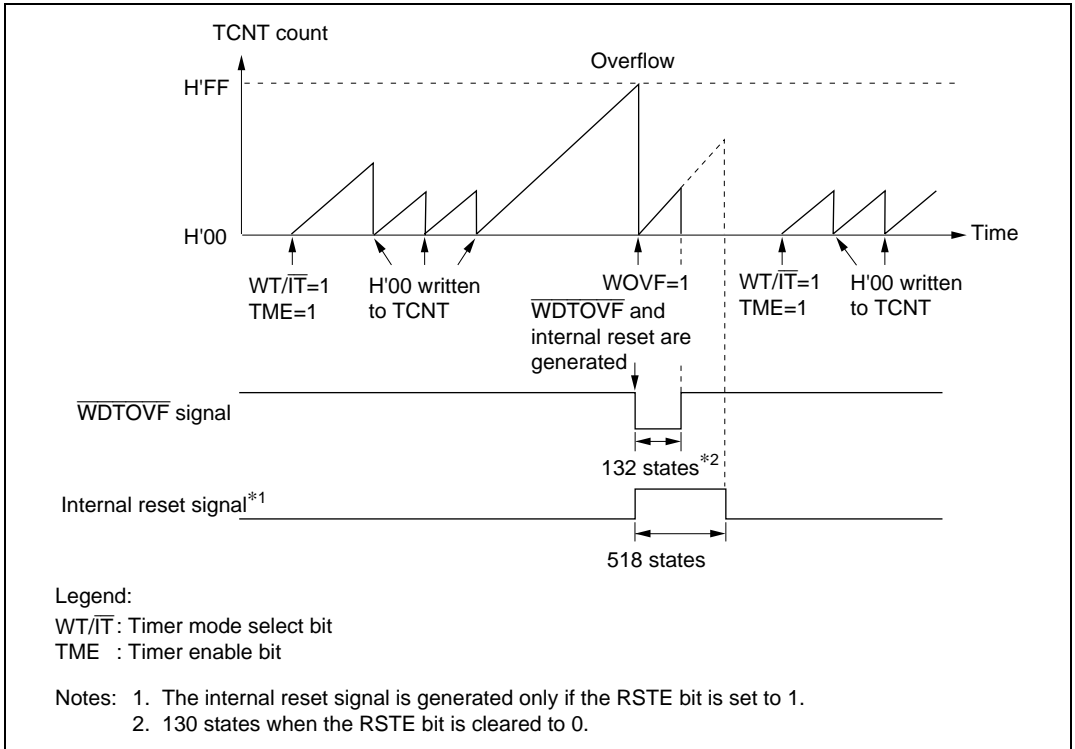 TCNT count
Overflow
H'FF
H'00
Time
WT/IT=1
TME=1
H'00 written
to TCNT
WOVF=1
WDTOVF and
internal reset are
generated
WT/IT=1
TME=1
H'00 written
to TCNT
WDTOVF signal
132 states*2
Internal reset signal*1
518 states
Legend:
WT/IT : Timer mode select bit
TME : Timer enable bit
Notes: 1. The internal reset signal is generated only if the RSTE bit is set to 1.
2. 130 states when the RSTE bit is cleared to 0.